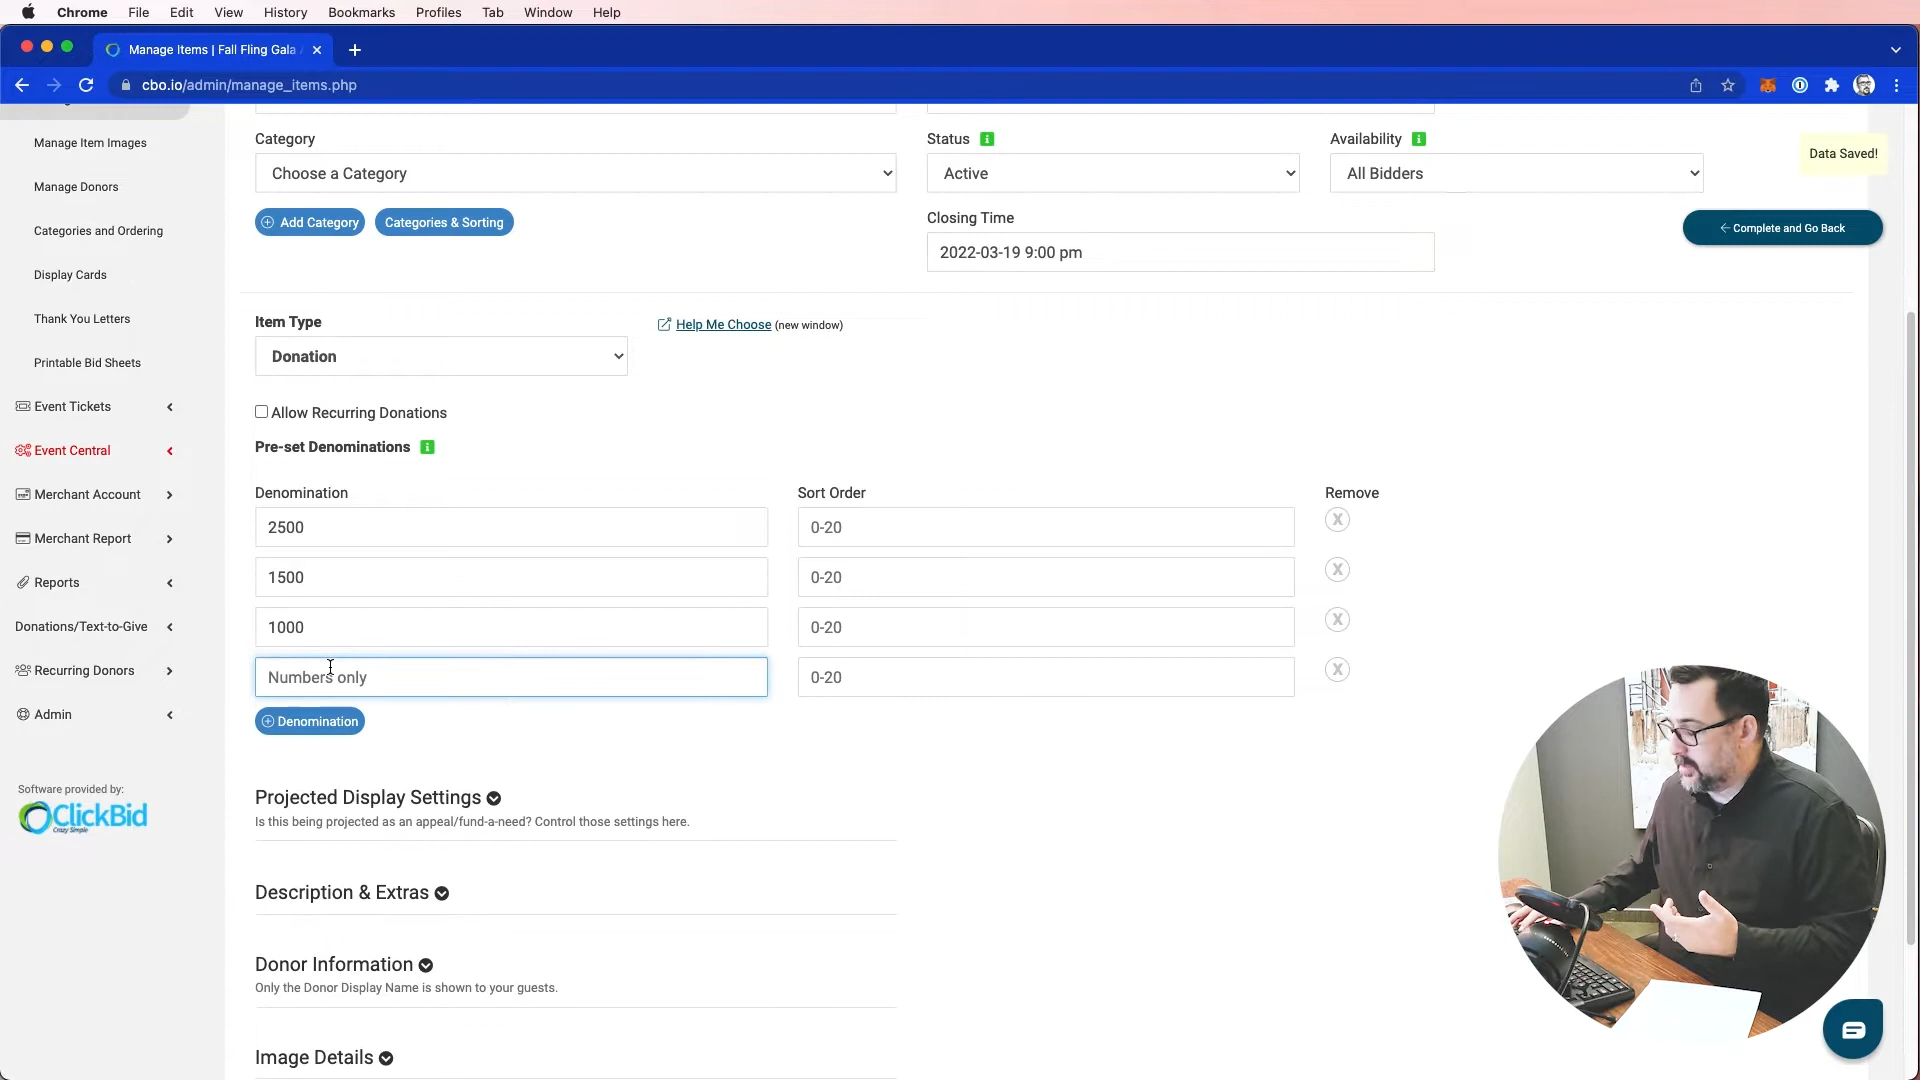 Chrome File Edit View History Bookmarks Profiles Tab Window Help
Manage Items | Fall Fling Gala
cbo.io/admin/manage_items.php
Manage Item Images
Manage Donors
Categories and Ordering
Display Cards
Thank You Letters
Printable Bid Sheets
Event Tickets
Event Central
Merchant Account
Merchant Report
Reports
Donations/Text-to-Give
Recurring Donors
Admin
Software provided by:
ClickBid
Crazy Simple
Category
Choose a Category
Add Category
Categories & Sorting
Status
Active
Availability
All Bidders
Closing Time
2022-03-19 9:00 pm
Data Saved!
Complete and Go Back
Item Type
Donation
Help Me Choose (new window)
Allow Recurring Donations
Pre-set Denominations
Denomination Sort Order Remove
2500 0-20 X
1500 0-20 X
1000 0-20 X
Numbers only 0-20 X
Denomination
Projected Display Settings
Is this being projected as an appeal/fund-a-need? Control those settings here.
Description & Extras
Donor Information
Only the Donor Display Name is shown to your guests.
Image Details